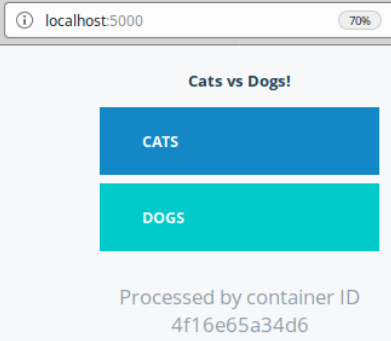 localhost:5000 70%
Cats vs Dogs!
CATS
DOGS
Processed by container ID
4f16e65a34d6